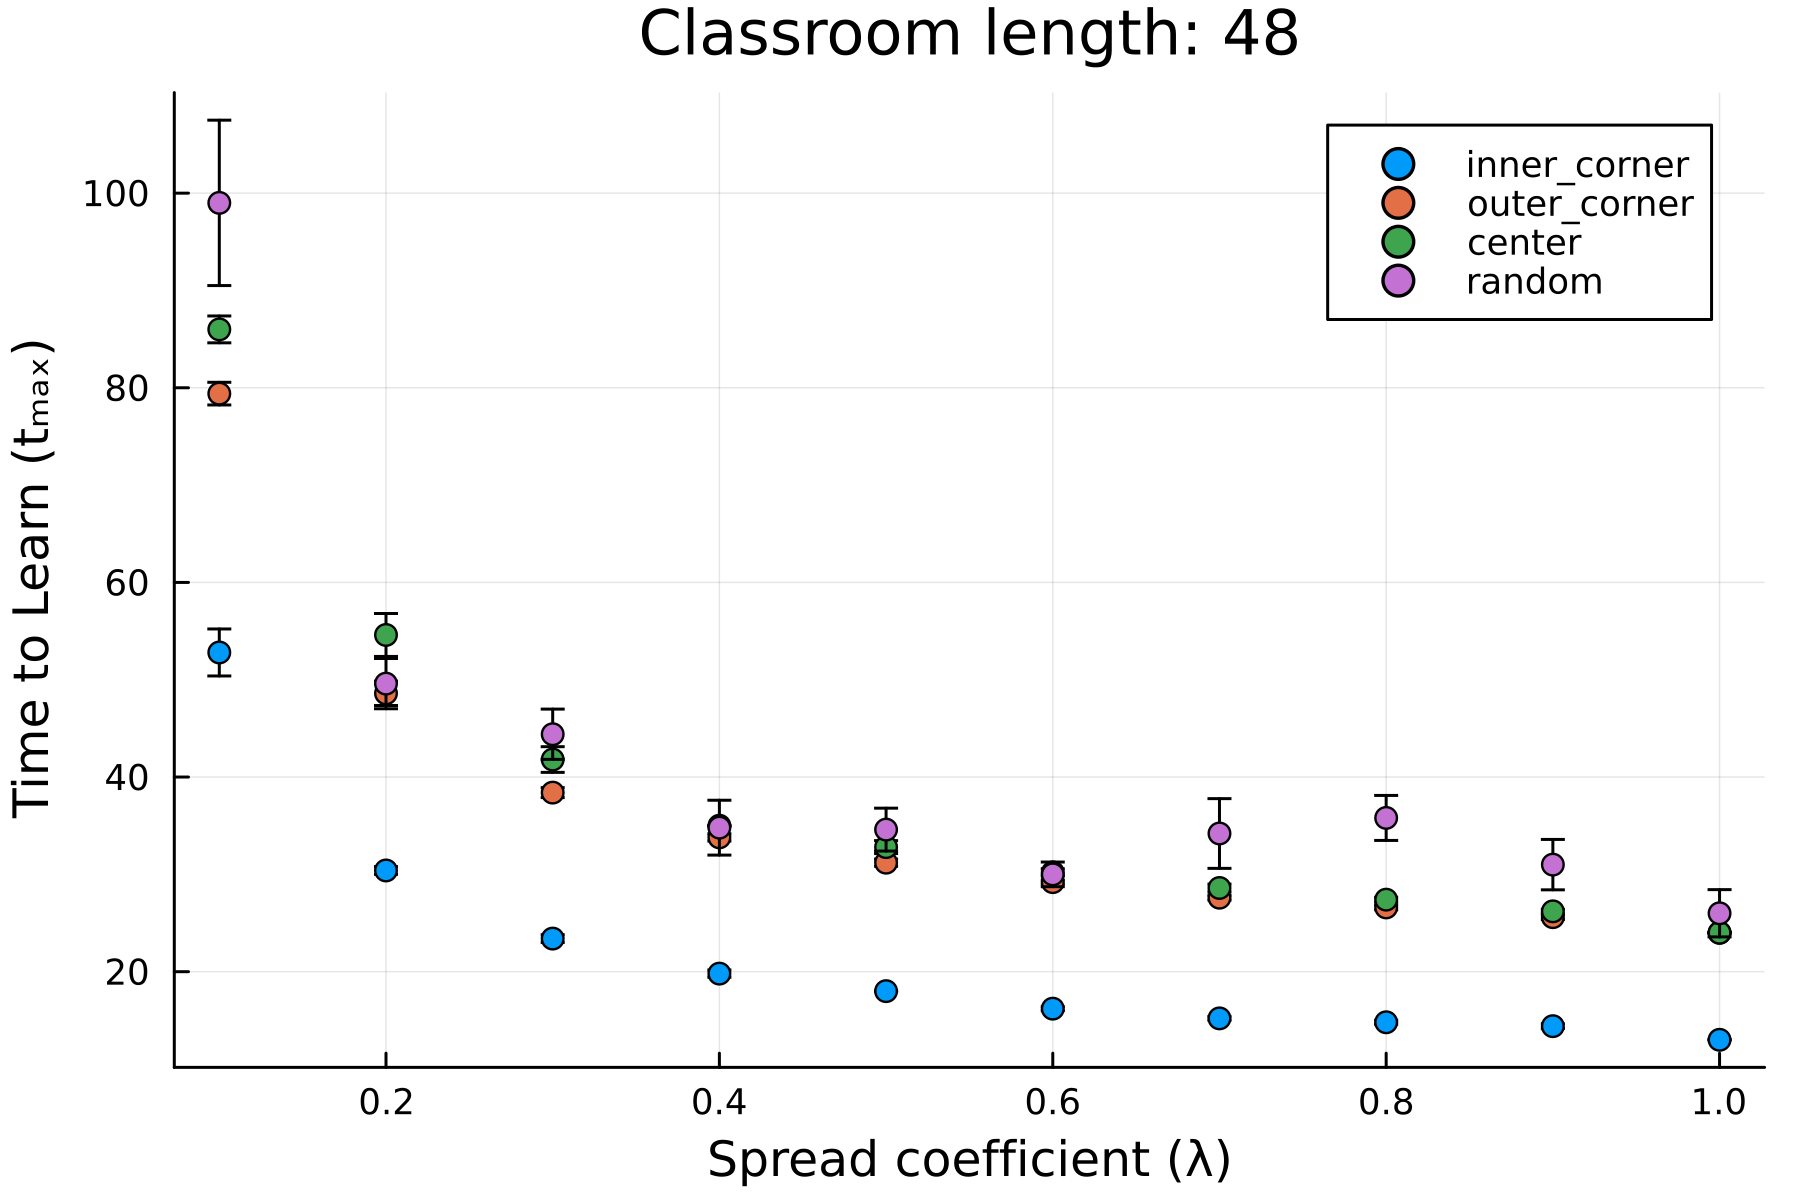 Classroom length: 48
Time to Learn (tₘₐₓ)
100
80
60
40
20
inner_corner
outer_corner
center
random
0.2 0.4 0.6 0.8 1.0
Spread coefficient (λ)